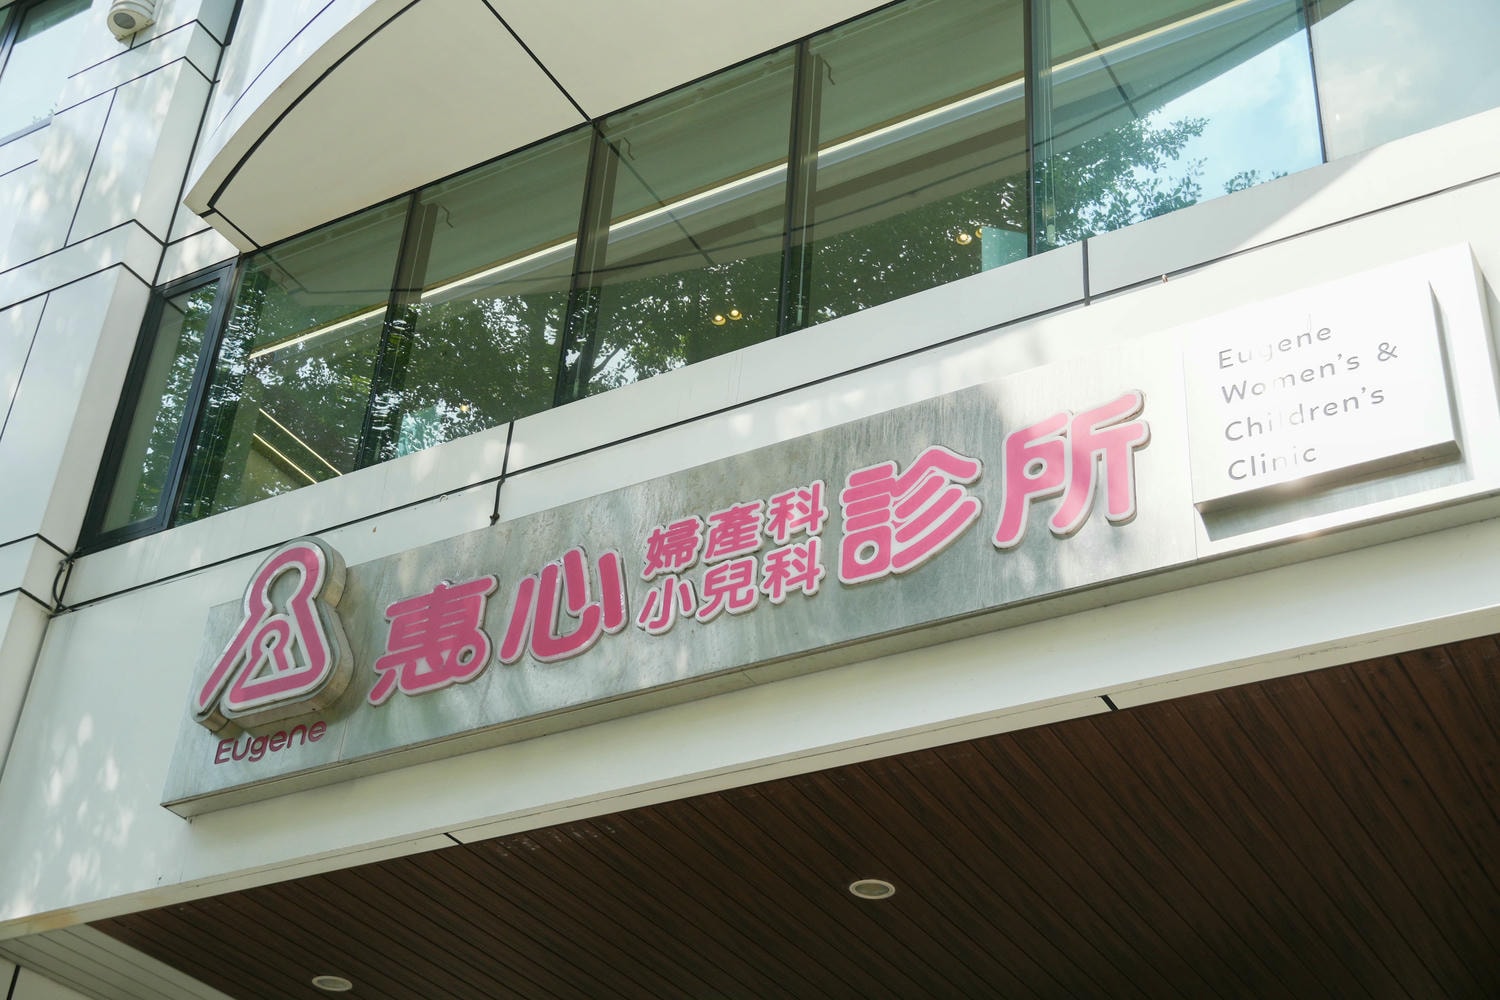 Eugene
惠心
婦產科
小兒科
診所
Eugene
Women's &
Children's
Clinic